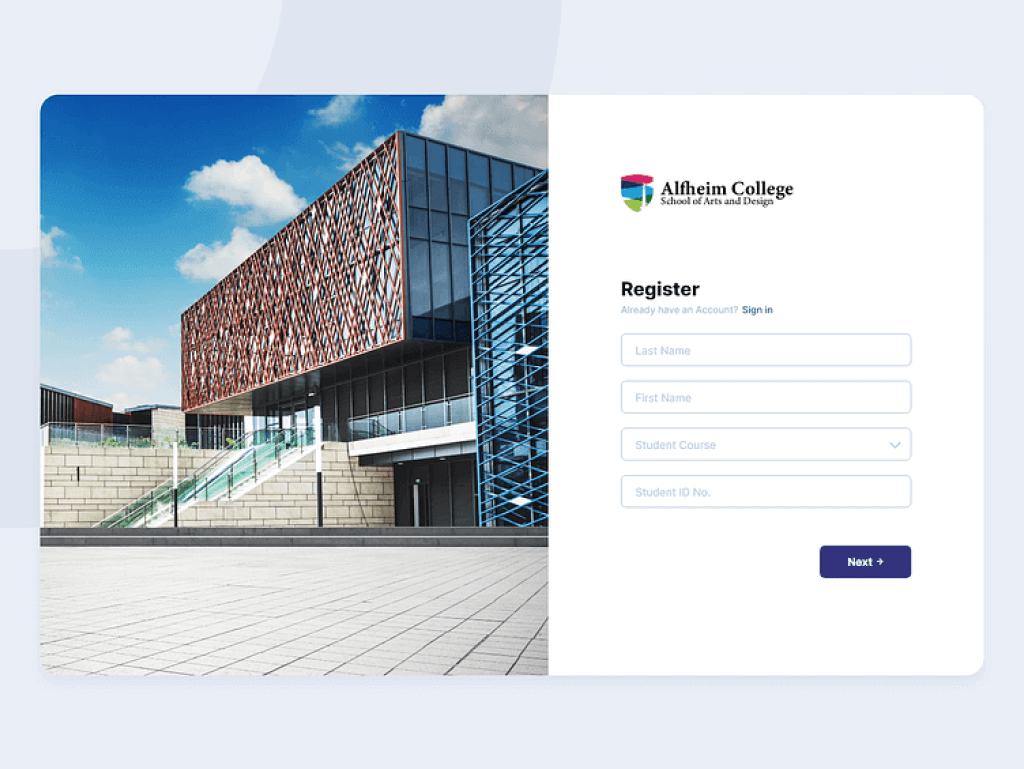 Alfheim College
School of Arts and Design
Register
Already have an Account? Sign in
Last Name
First Name
Student Course
Student ID No.
Next →